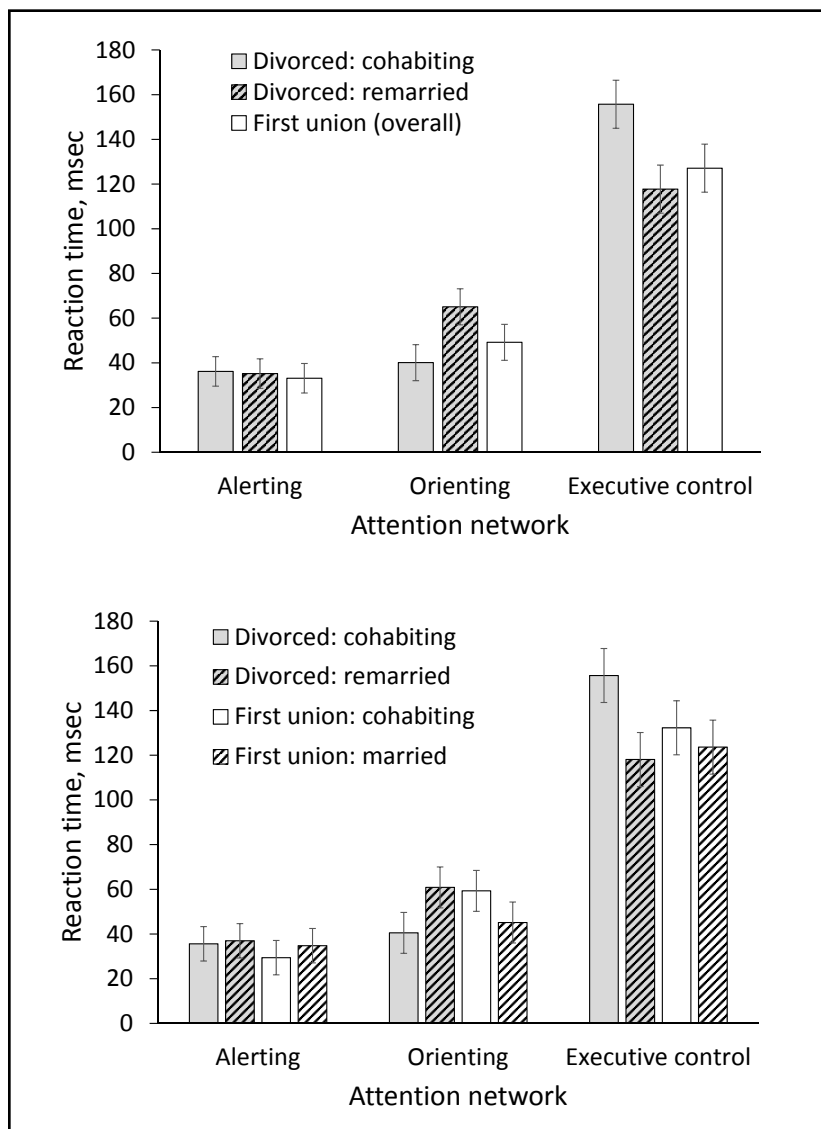 180
160
140
120
100
80
60
40
20
0
Reaction time, msec
Divorced: cohabiting
Divorced: remarried
First union (overall)
Alerting Orienting Executive control
Attention network
180
160
140
120
100
80
60
40
20
0
Reaction time, msec
Divorced: cohabiting
Divorced: remarried
First union: cohabiting
First union: married
Alerting Orienting Executive control
Attention network